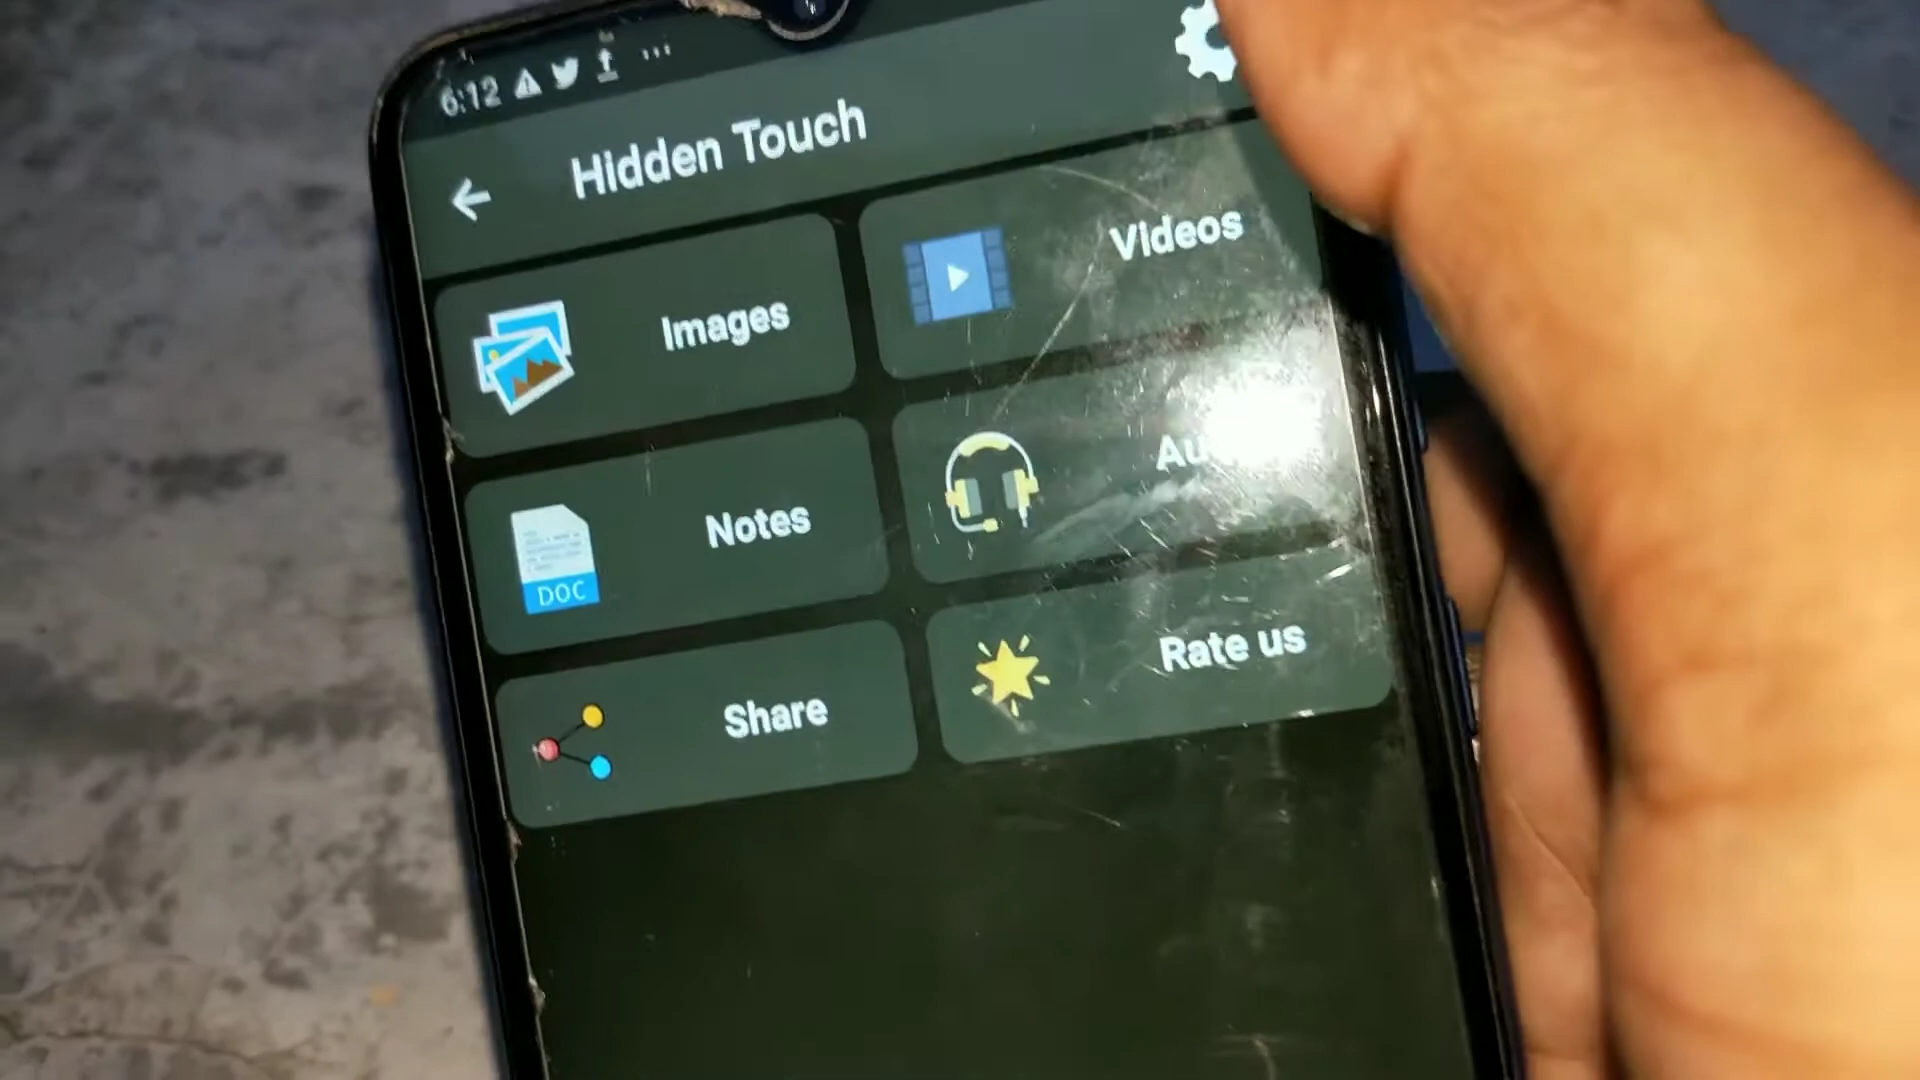 6:12
Hidden Touch
Images
Videos
Notes
DOC
Share
Rate us